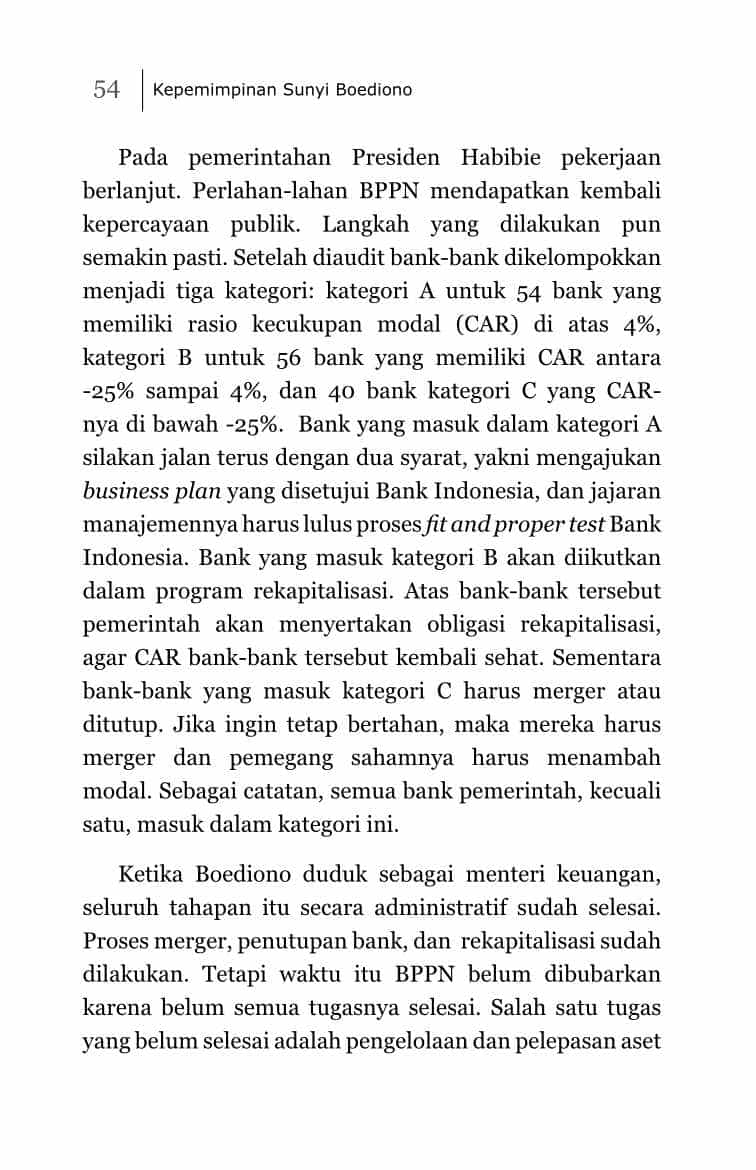 54
Kepemimpinan Sunyi Boediono
Pada pemerintahan Presiden Habibie pekerjaan
berlanjut. Perlahan-lahan BPPN mendapatkan kembali
kepercayaan publik. Langkah yang dilakukan pun
semakin pasti. Setelah diaudit bank-bank dikelompokkan
menjadi tiga kategori: kategori A untuk 54 bank yang
memiliki rasio kecukupan modal (CAR) di atas 4%,
kategori B untuk 56 bank yang memiliki CAR antara
-25% sampai 4%, dan 40 bank kategori C yang CAR-
nya di bawah -25%.  Bank yang masuk dalam kategori A
silakan jalan terus dengan dua syarat, yakni mengajukan
business plan yang disetujui Bank Indonesia, dan jajaran
manajemennya harus lulus proses fit and proper test Bank
Indonesia. Bank yang masuk kategori B akan diikutkan
dalam program rekapitalisasi. Atas bank-bank tersebut
pemerintah akan menyertakan obligasi rekapitalisasi,
agar CAR bank-bank tersebut kembali sehat. Sementara
bank-bank yang masuk kategori C harus merger atau
ditutup. Jika ingin tetap bertahan, maka mereka harus
merger dan pemegang sahamnya harus menambah
modal. Sebagai catatan, semua bank pemerintah, kecuali
satu, masuk dalam kategori ini.
Ketika Boediono duduk sebagai menteri keuangan,
seluruh tahapan itu secara administratif sudah selesai.
Proses merger, penutupan bank, dan  rekapitalisasi sudah
dilakukan. Tetapi waktu itu BPPN belum dibubarkan
karena belum semua tugasnya selesai. Salah satu tugas
yang belum selesai adalah pengelolaan dan pelepasan aset